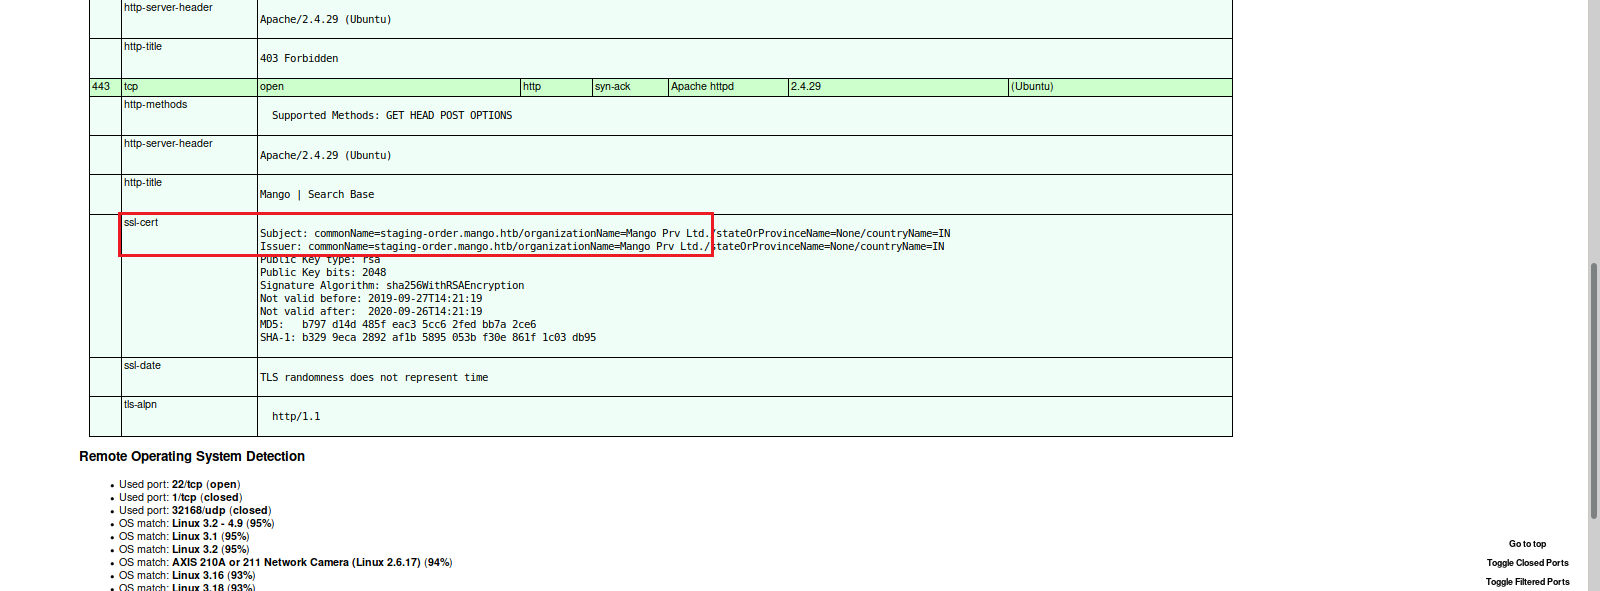 http-server-header
Apache/2.4.29 (Ubuntu)
http-title
403 Forbidden
443 tcp open http syn-ack Apache httpd 2.4.29 (Ubuntu)
http-methods
Supported Methods: GET HEAD POST OPTIONS
http-server-header
Apache/2.4.29 (Ubuntu)
http-title
Mango | Search Base
ssl-cert
Subject: commonName=staging-order.mango.htb/organizationName=Mango Prv Ltd./stateOrProvinceName=None/countryName=IN
Issuer: commonName=staging-order.mango.htb/organizationName=Mango Prv Ltd./stateOrProvinceName=None/countryName=IN
Public Key type: rsa
Public Key bits: 2048
Signature Algorithm: sha256WithRSAEncryption
Not valid before: 2019-09-27T14:21:19
Not valid after:  2020-09-26T14:21:19
MD5:   b797 d14d 485f eac3 5cc6 2fed bb7a 2ce6
SHA-1: b329 9eca 2892 af1b 5895 053b f30e 861f 1c03 db95
ssl-date
TLS randomness does not represent time
tls-alpn
http/1.1
Remote Operating System Detection
• Used port: 22/tcp (open)
• Used port: 1/tcp (closed)
• Used port: 32168/udp (closed)
• OS match: Linux 3.2 - 4.9 (95%)
• OS match: Linux 3.1 (95%)
• OS match: Linux 3.2 (95%)
• OS match: AXIS 210A or 211 Network Camera (Linux 2.6.17) (94%)
• OS match: Linux 3.16 (93%)
• OS match: Linux 3.18 (93%)
Go to top
Toggle Closed Ports
Toggle Filtered Ports